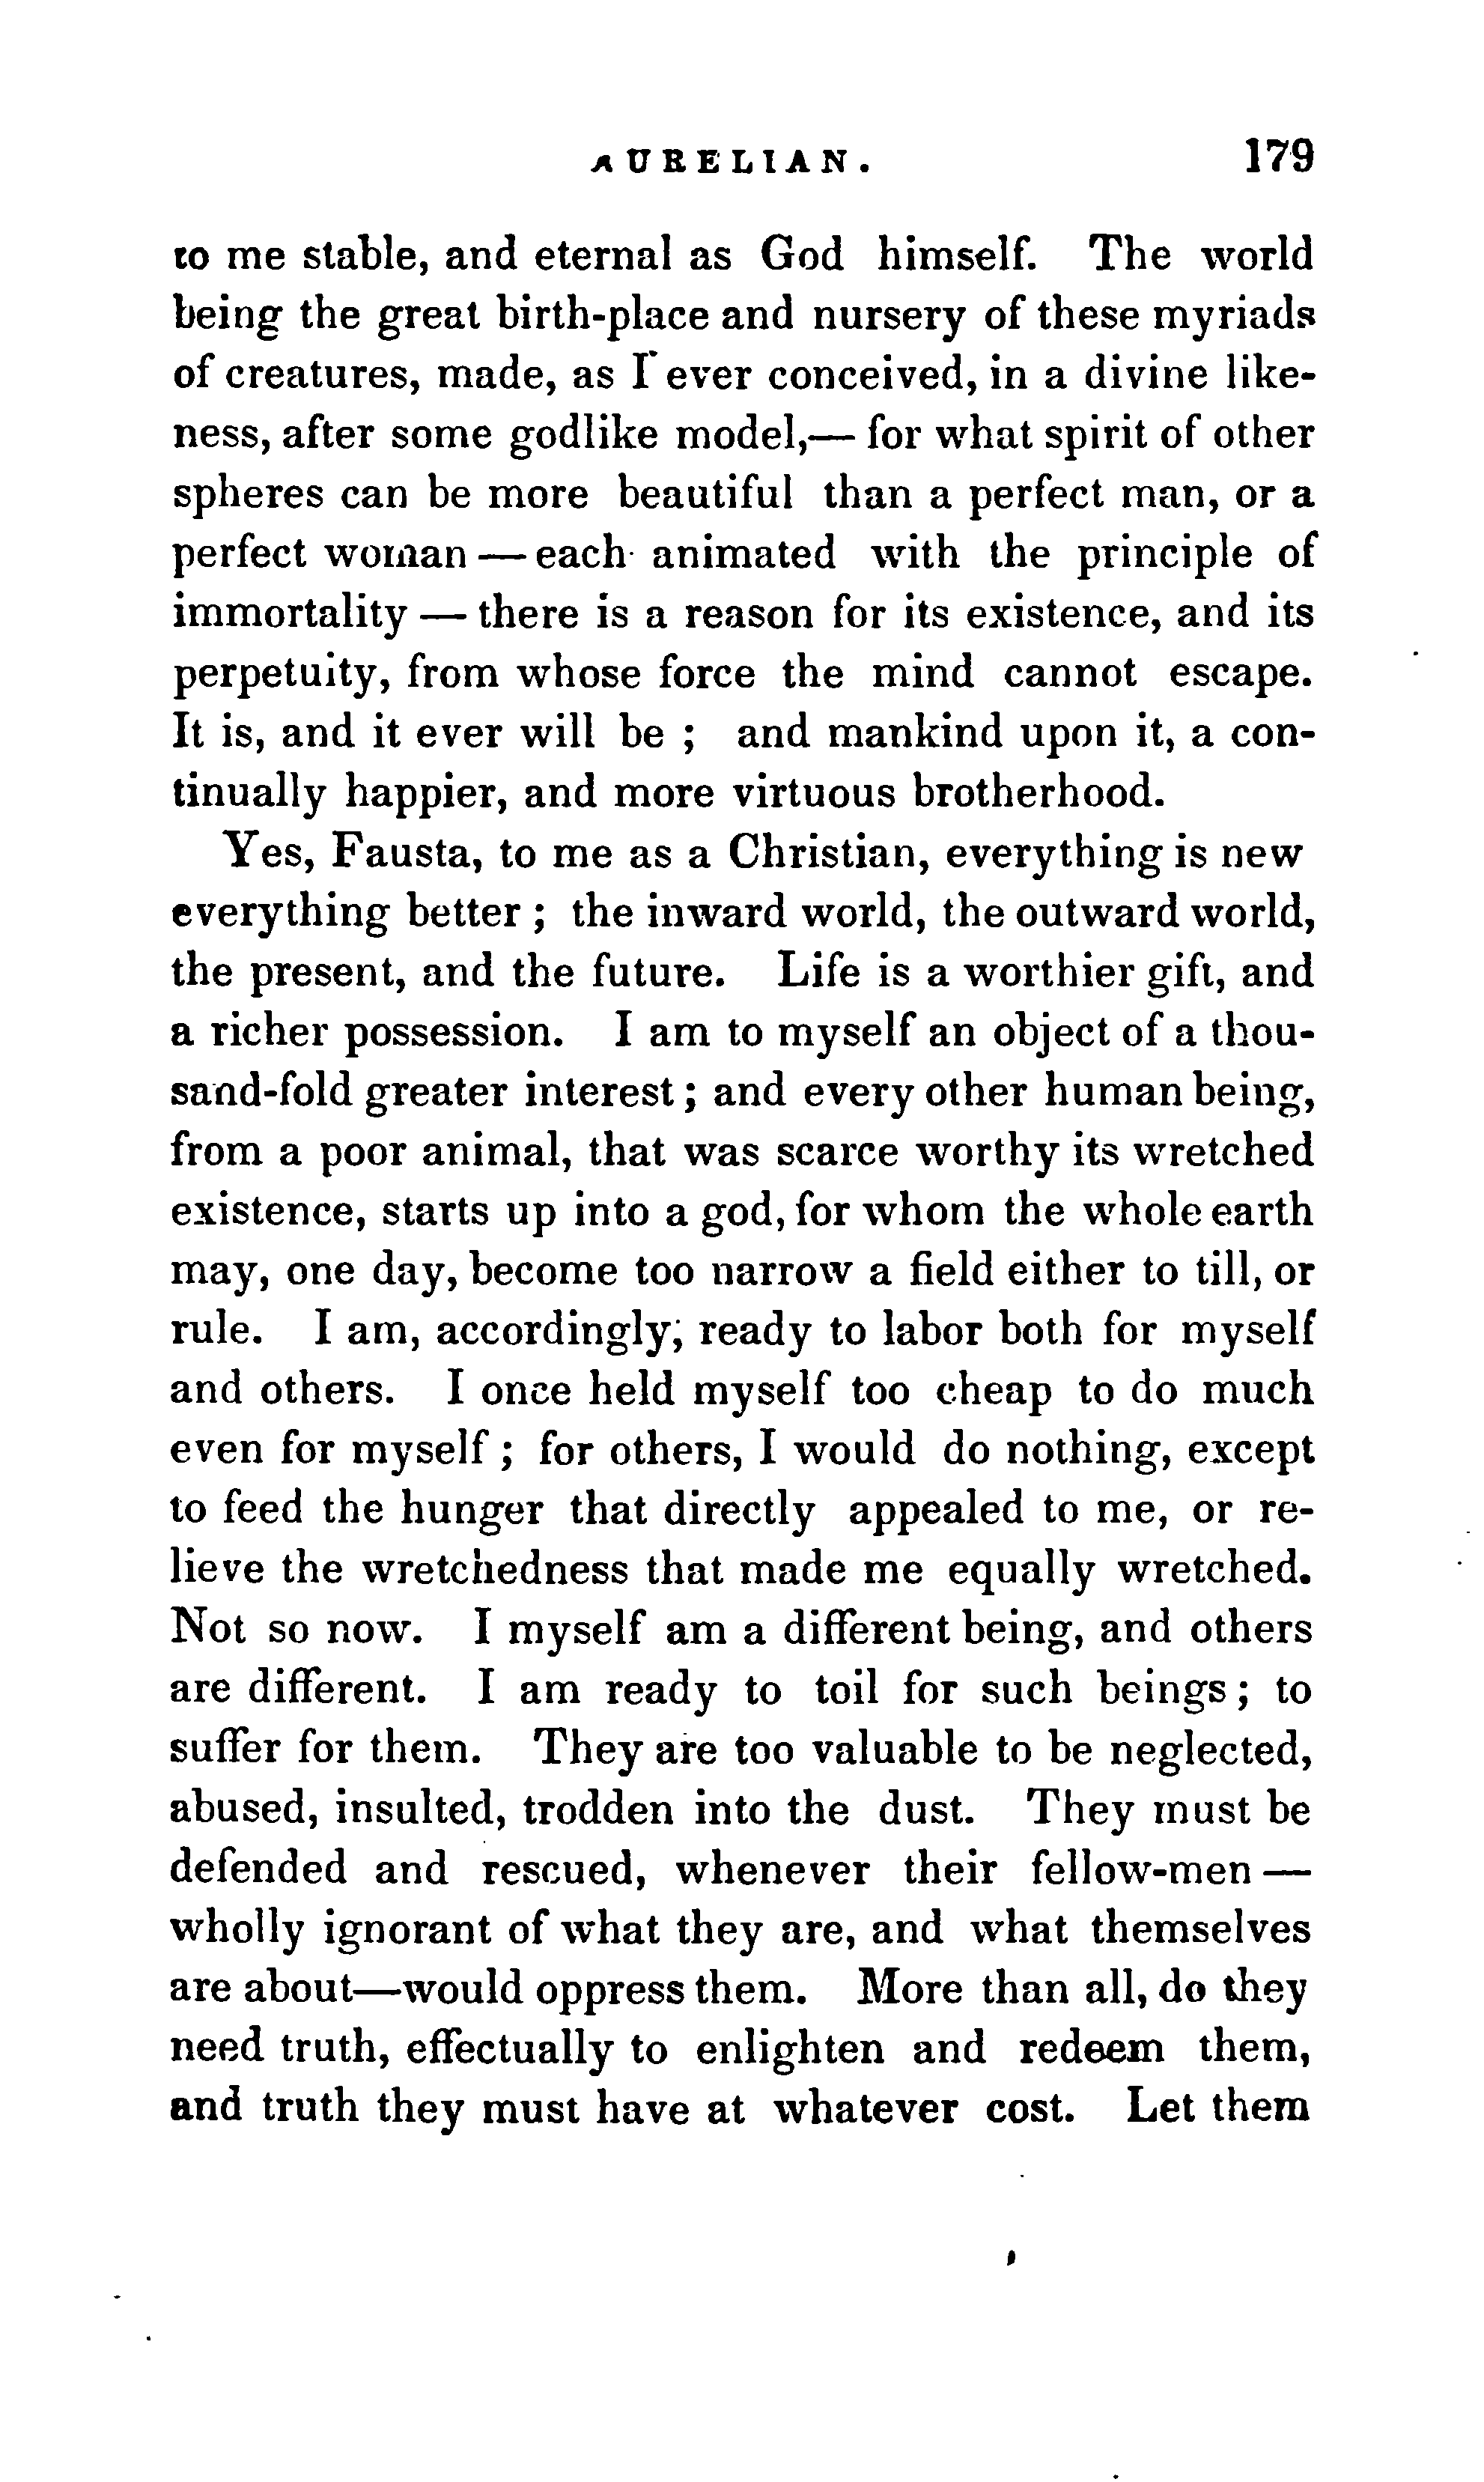 AURELIAN. 179
to me stable, and eternal as God himself. The world
being the great birth-place and nursery of these myriads
of creatures, made, as I ever conceived, in a divine like-
ness, after some godlike model,— for what spirit of other
spheres can be more beautiful than a perfect man, or a
perfect woman — each animated with the principle of
immortality — there is a reason for its existence, and its
perpetuity, from whose force the mind cannot escape.
It is, and it ever will be ; and mankind upon it, a con-
tinually happier, and more virtuous brotherhood.
Yes, Fausta, to me as a Christian, everything is new
everything better ; the inward world, the outward world,
the present, and the future. Life is a worthier gift, and
a richer possession. I am to myself an object of a thou-
sand-fold greater interest ; and every other human being,
from a poor animal, that was scarce worthy its wretched
existence, starts up into a god, for whom the whole earth
may, one day, become too narrow a field either to till, or
rule. I am, accordingly, ready to labor both for myself
and others. I once held myself too cheap to do much
even for myself ; for others, I would do nothing, except
to feed the hunger that directly appealed to me, or re-
lieve the wretchedness that made me equally wretched.
Not so now. I myself am a different being, and others
are different. I am ready to toil for such beings ; to
suffer for them. They are too valuable to be neglected,
abused, insulted, trodden into the dust. They must be
defended and rescued, whenever their fellow-men —
wholly ignorant of what they are, and what themselves
are about—would oppress them. More than all, do they
need truth, effectually to enlighten and redeem them,
and truth they must have at whatever cost. Let them